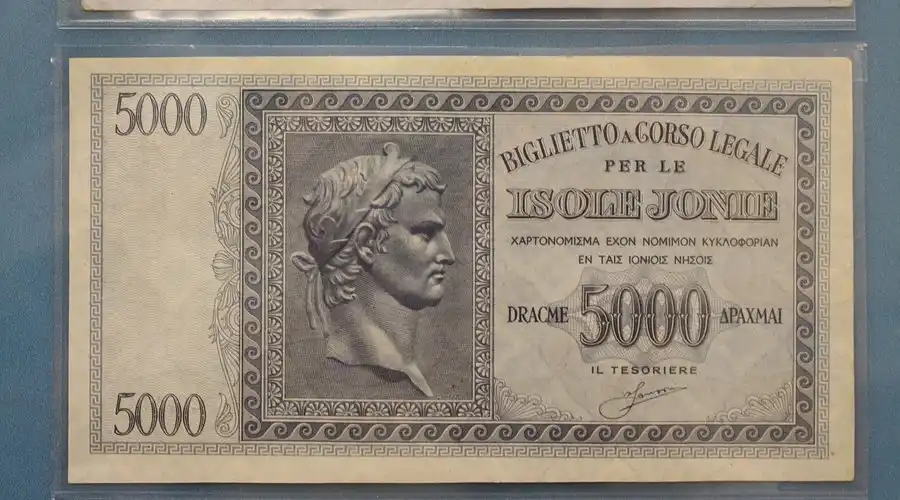 5000
BIGLIETTO A CORSO LEGALE
PER LE
ISOLE JONIE
ΧΑΡΤΟΝΟΜΙΣΜΑ ΕΧΟΝ ΝΟΜΙΜΟΝ ΚΥΚΛΟΦΟΡΙΑΝ
ΕΝ ΤΑΙΣ ΙΟΝΙΟΙΣ ΝΗΣΟΙΣ
DRACME 5000 ΔΡΑΧΜΑΙ
IL TESORIERE
5000